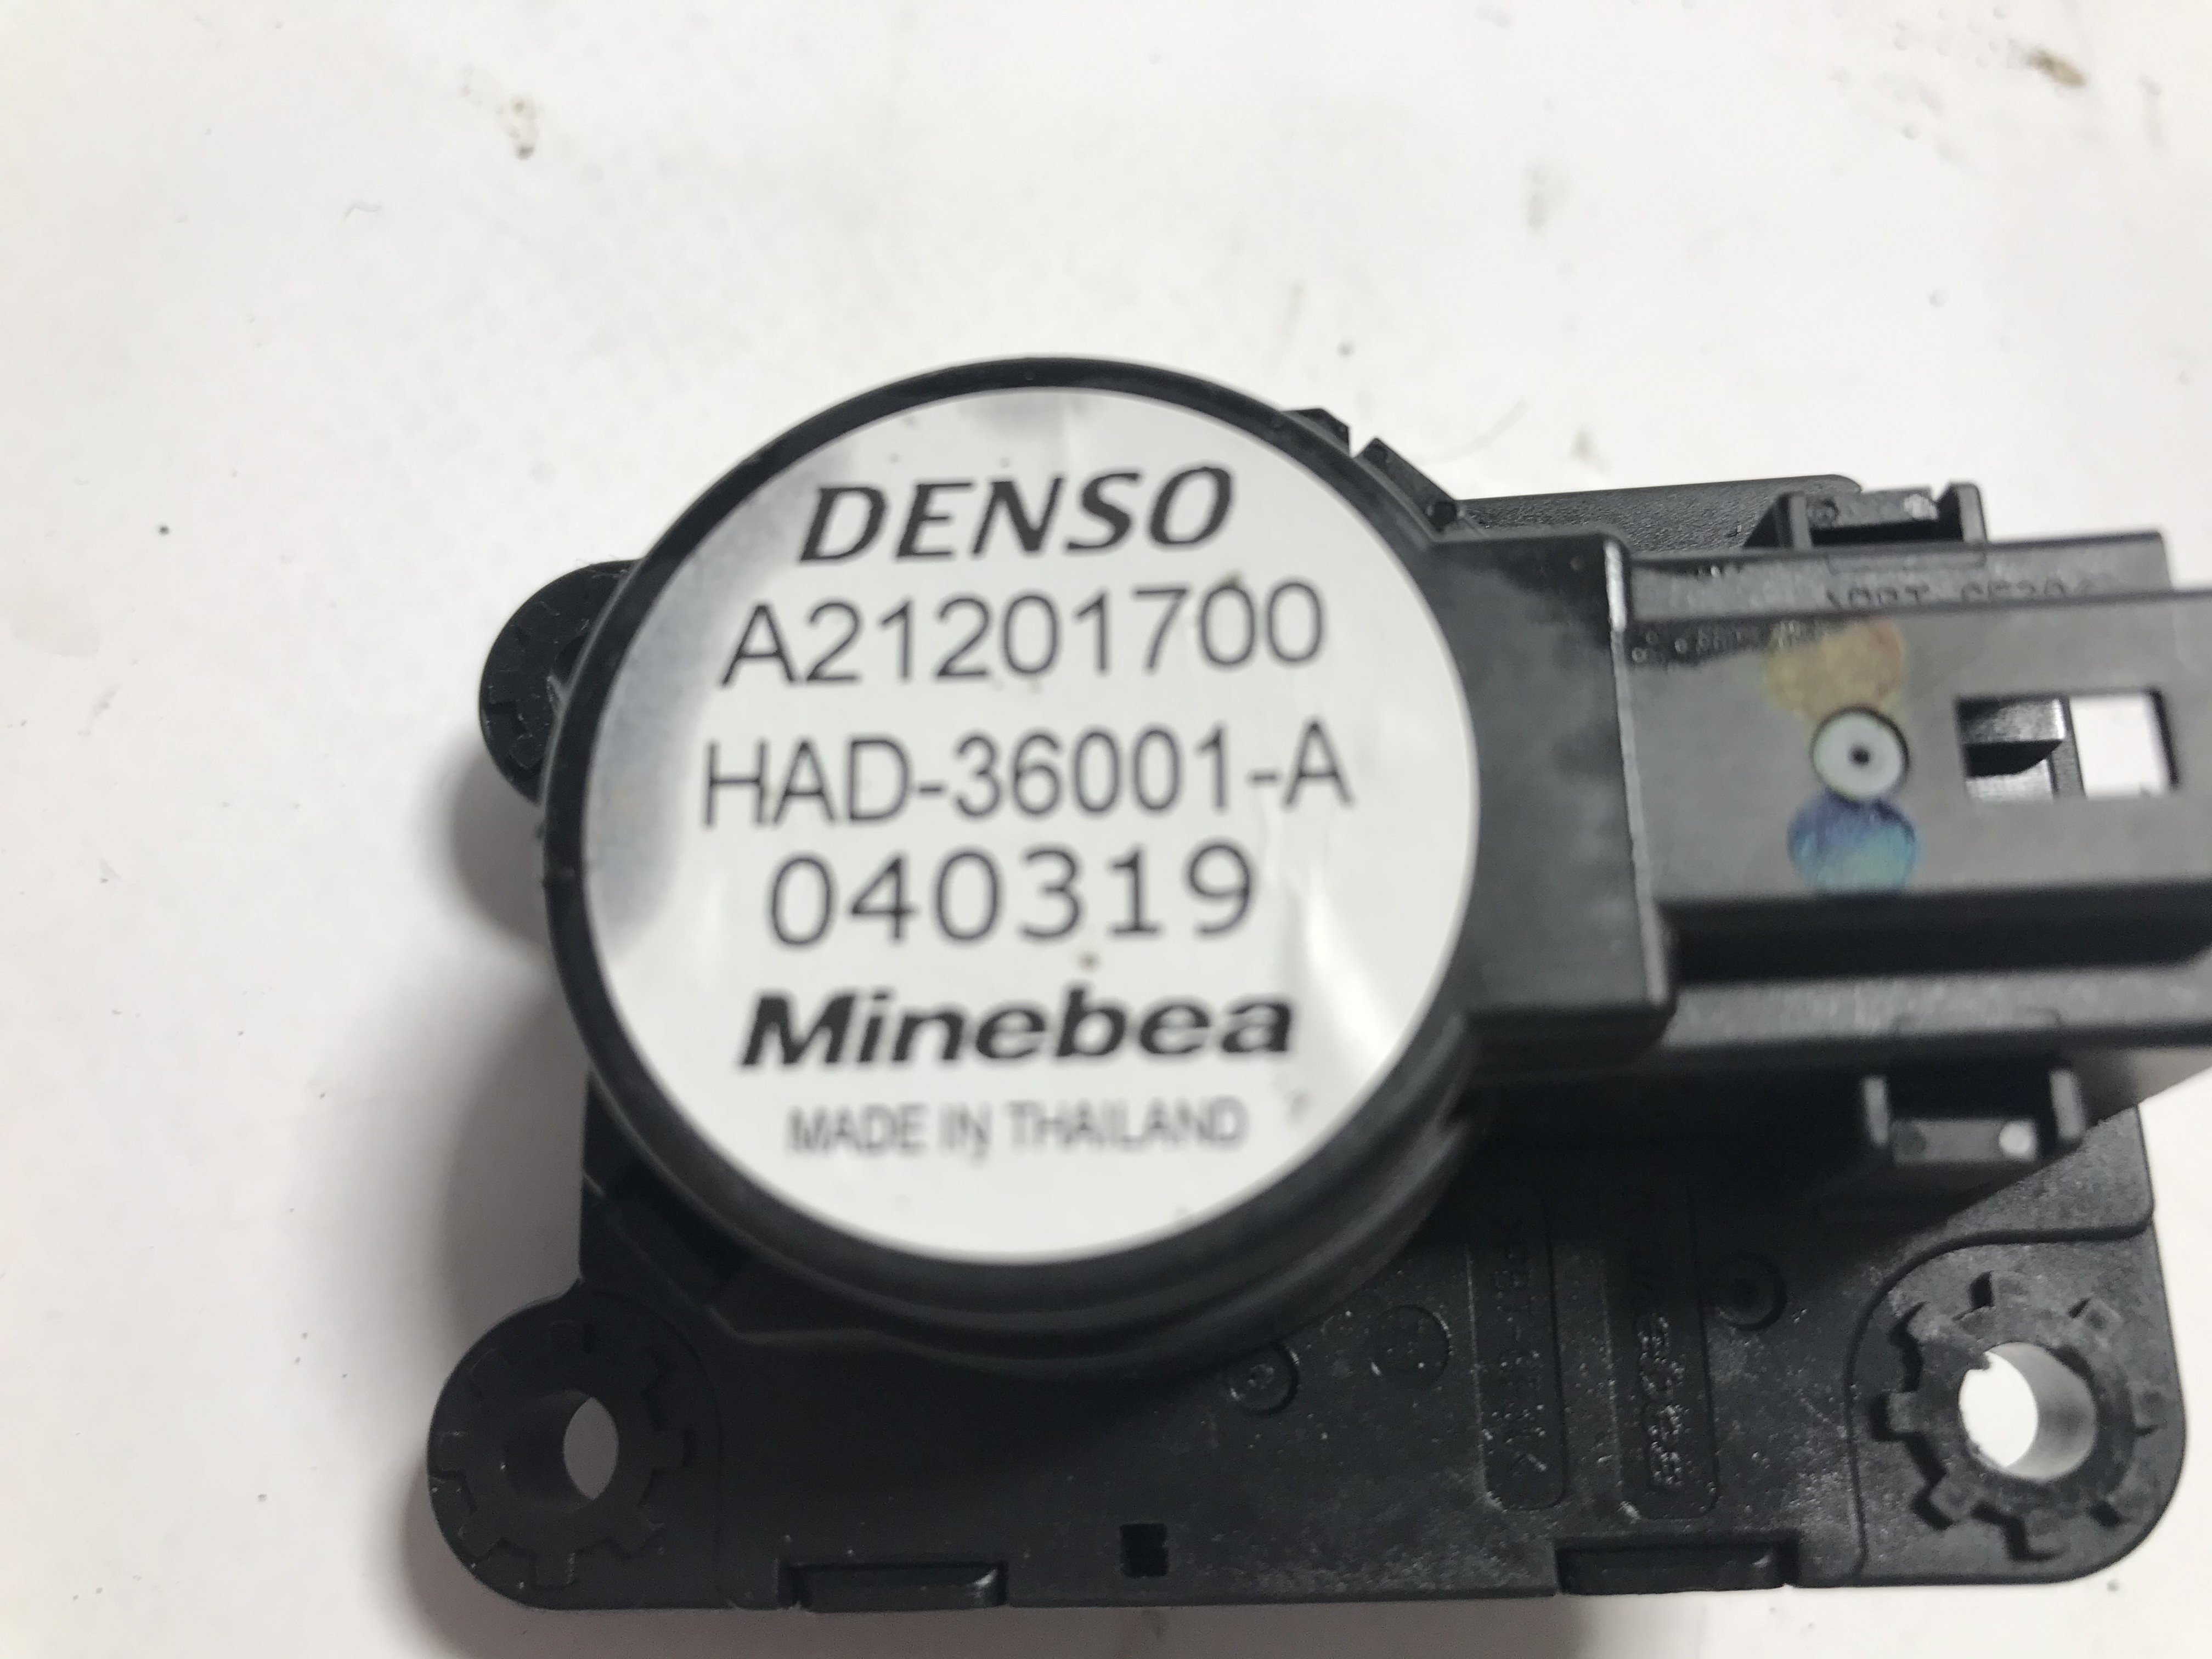 DENSO
A21201700
HAD-36001-A
040319
Minebea
MADE IN THAILAND